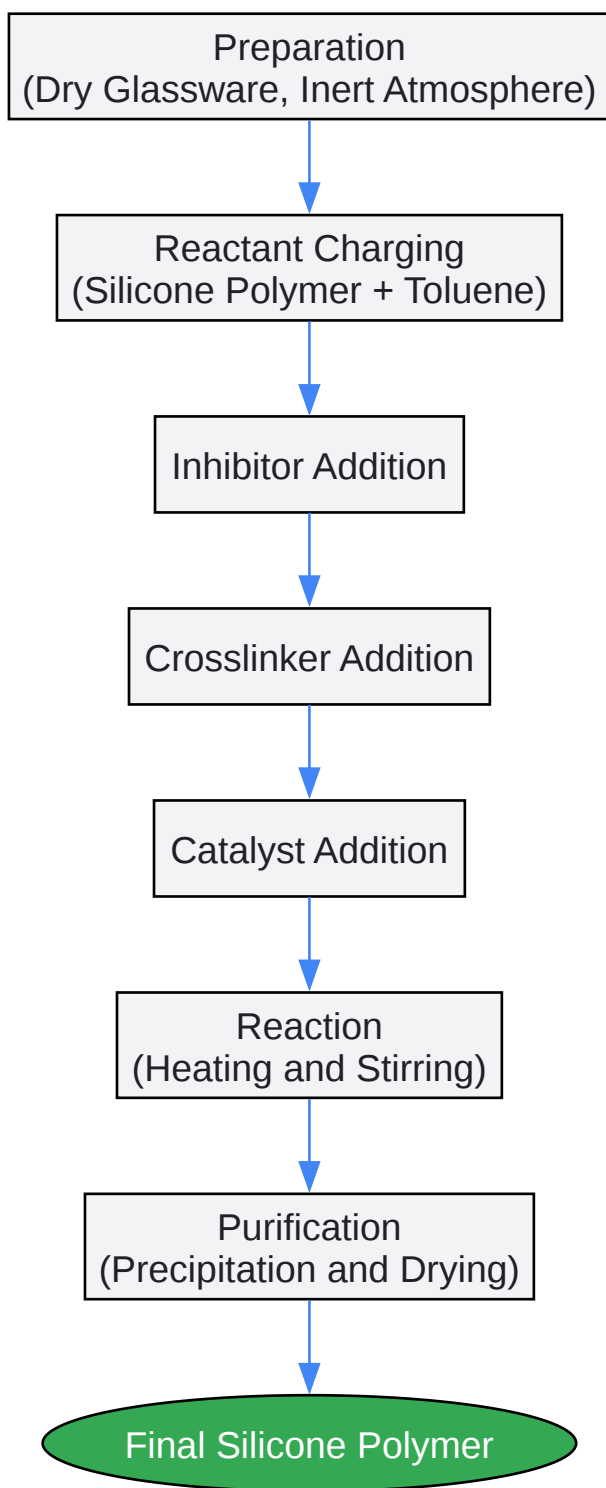 Preparation
(Dry Glassware, Inert Atmosphere)
Reactant Charging
(Silicone Polymer + Toluene)
Inhibitor Addition
Crosslinker Addition
Catalyst Addition
Reaction
(Heating and Stirring)
Purification
(Precipitation and Drying)
Final Silicone Polymer